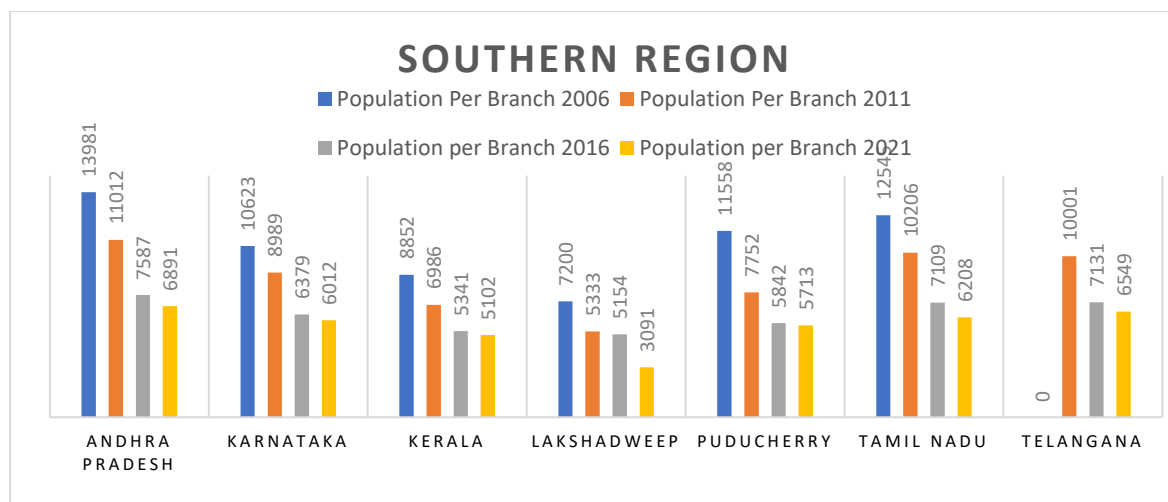 SOUTHERN REGION
Population Per Branch 2006 Population Per Branch 2011
Population per Branch 2016 Population per Branch 2021
13981 11012 7587 6891
10623 8989 6379 6012
8852 6986 5341 5102
7200 5333 5154 3091
11558 7752 5842 5713
10206 7109 6208
0 10001 7131 6549
ANDHRA PRADESH KARNATAKA KERALA LAKSHADWEEP PUDUCHERRY TAMIL NADU TELANGANA